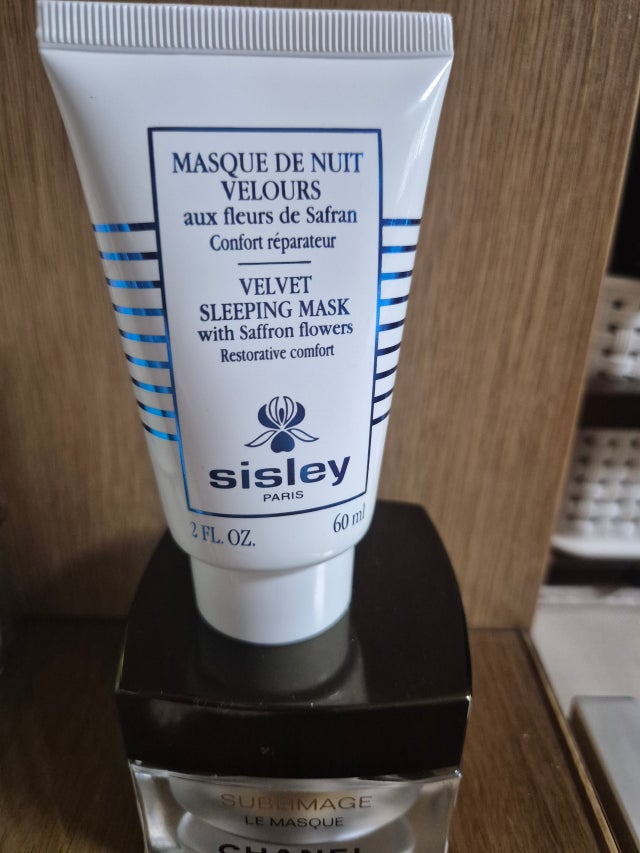 MASQUE DE NUIT
VELOURS
aux fleurs de Safran
Confort réparateur
VELVET
SLEEPING MASK
with Saffron flowers
Restorative comfort
sisley
PARIS
2 FL. OZ. 60 ml
SUBLIMAGE
LE MASQUE
CHANEL